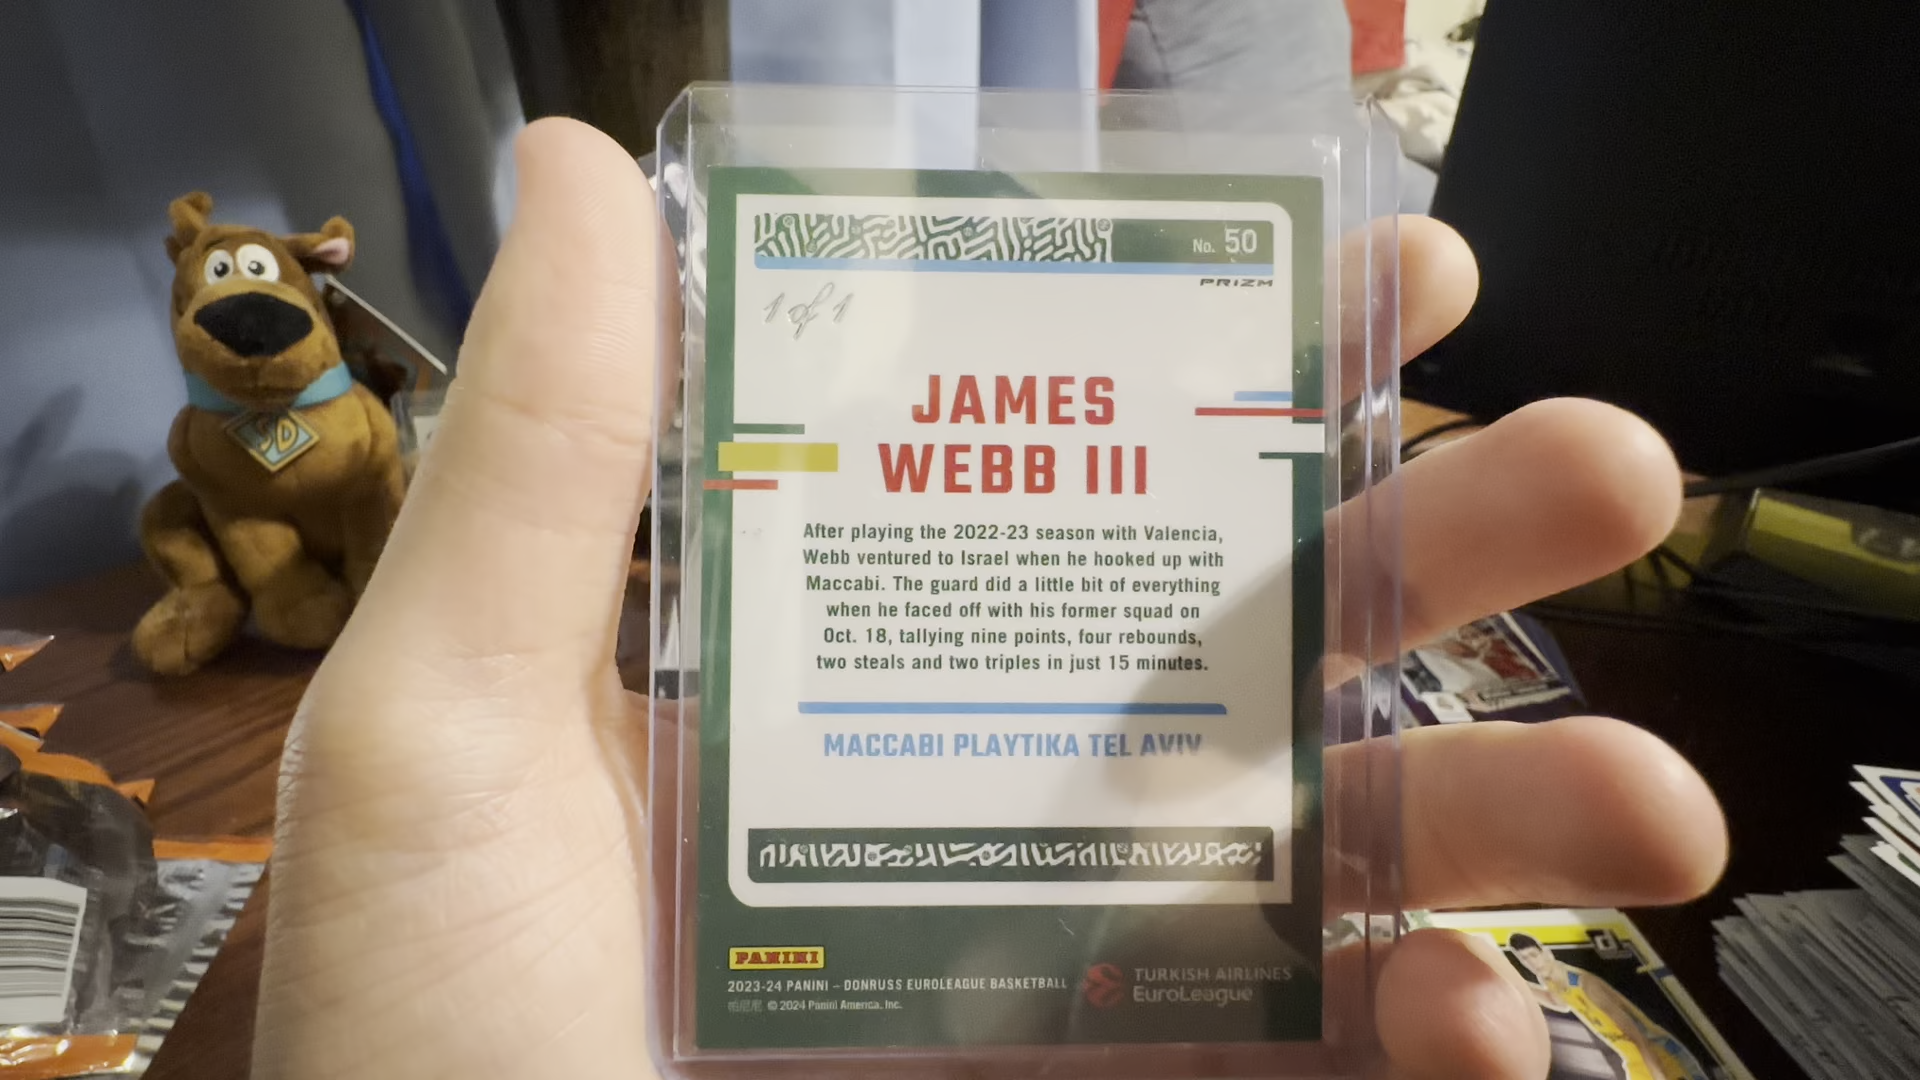 No. 50
PRIZM
1 of 1
JAMES
WEBB III
After playing the 2022-23 season with Valencia,
Webb ventured to Israel when he hooked up with
Maccabi. The guard did a little bit of everything
when he faced off with his former squad on
Oct. 18, tallying nine points, four rebounds,
two steals and two triples in just 15 minutes.
MACCABI PLAYTIKA TEL AVIV
PANINI
2023-24 PANINI – DONRUSS EUROLEAGUE BASKETBALL
帕尼尼 © 2024 Panini America, Inc.
TURKISH AIRLINES
EuroLeague
SD